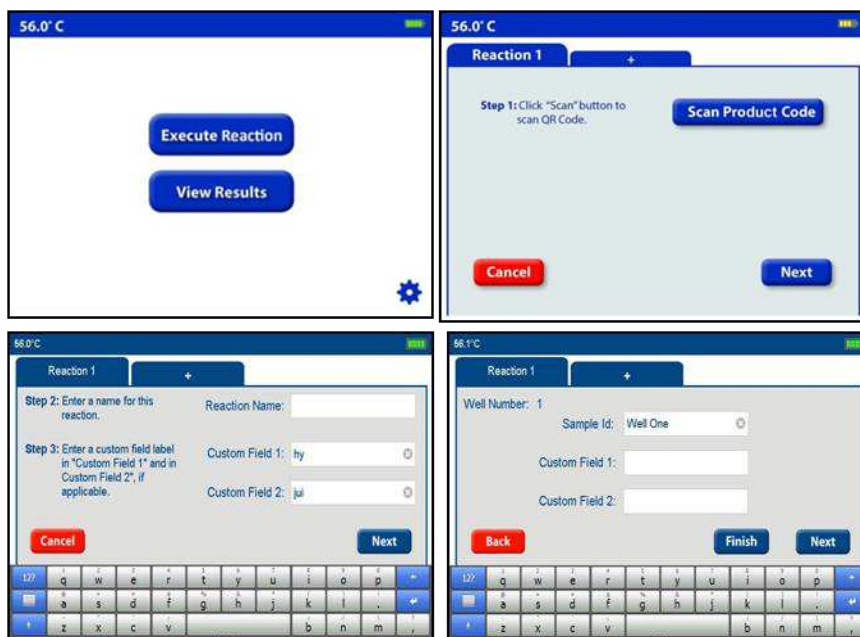 56.0° C
Execute Reaction
View Results
56.0° C
Reaction 1
+
Step 1: Click "Scan" button to
scan QR Code.
Scan Product Code
Cancel
Next
56.0°C
Reaction 1
+
Step 2: Enter a name for this
reaction.
Reaction Name:
Step 3: Enter a custom field label
in "Custom Field 1" and in
Custom Field 2", if
applicable.
Custom Field 1: hy
Custom Field 2: jui
Cancel
Next
12?
q w e r t y u i o p
a s d f g h j k l .
z x c v b n m ,
56.1°C
Reaction 1
+
Well Number: 1
Sample Id: Well One
Custom Field 1:
Custom Field 2:
Back
Finish
Next
12?
q w e r t y u i o p
a s d f g h j k l .
z x c v b n m ,